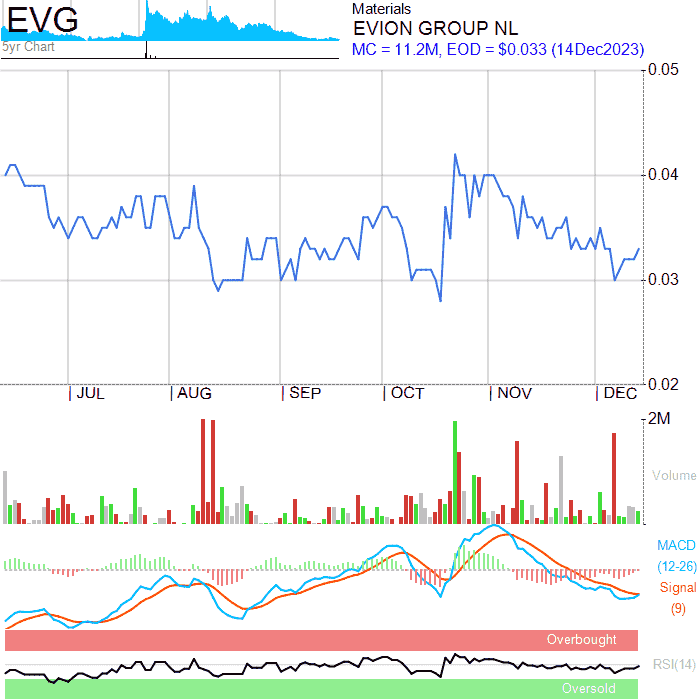 EVG
5yr Chart
Materials
EVION GROUP NL
MC = 11.2M, EOD = $0.033 (14Dec2023)
0.05
0.04
0.03
0.02
JUL AUG SEP OCT NOV DEC
2M
Volume
MACD
(12-26)
Signal
(9)
Overbought
RSI(14)
Oversold